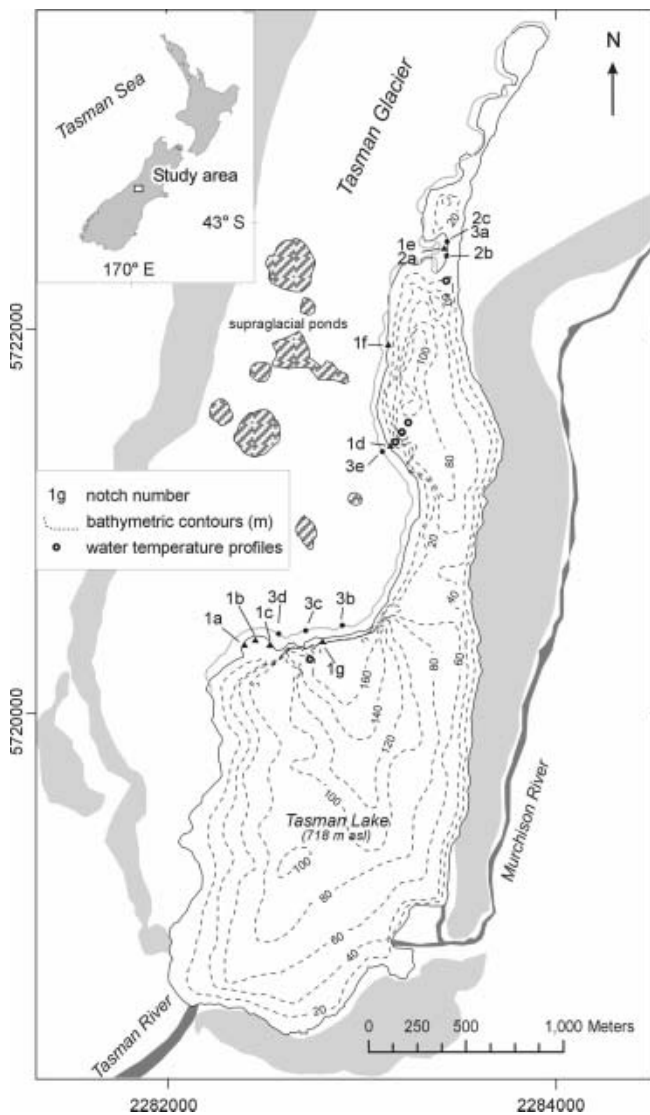 N
Tasman Sea
Study area
43° S
170° E
Tasman Glacier
20
2c
3a
1e
2a
2b
5722000
supraglacial ponds
1f
100
1d
3e
80
20
1g notch number
bathymetric contours (m)
water temperature profiles
40
1b
3d
3c
3b
1a
1c
1g
80
60
160
140
120
5720000
100
Tasman Lake
(718 m asl)
100
80
60
40
20
Murchison River
Tasman River
0 250 500 1,000 Meters
2282000
2284000